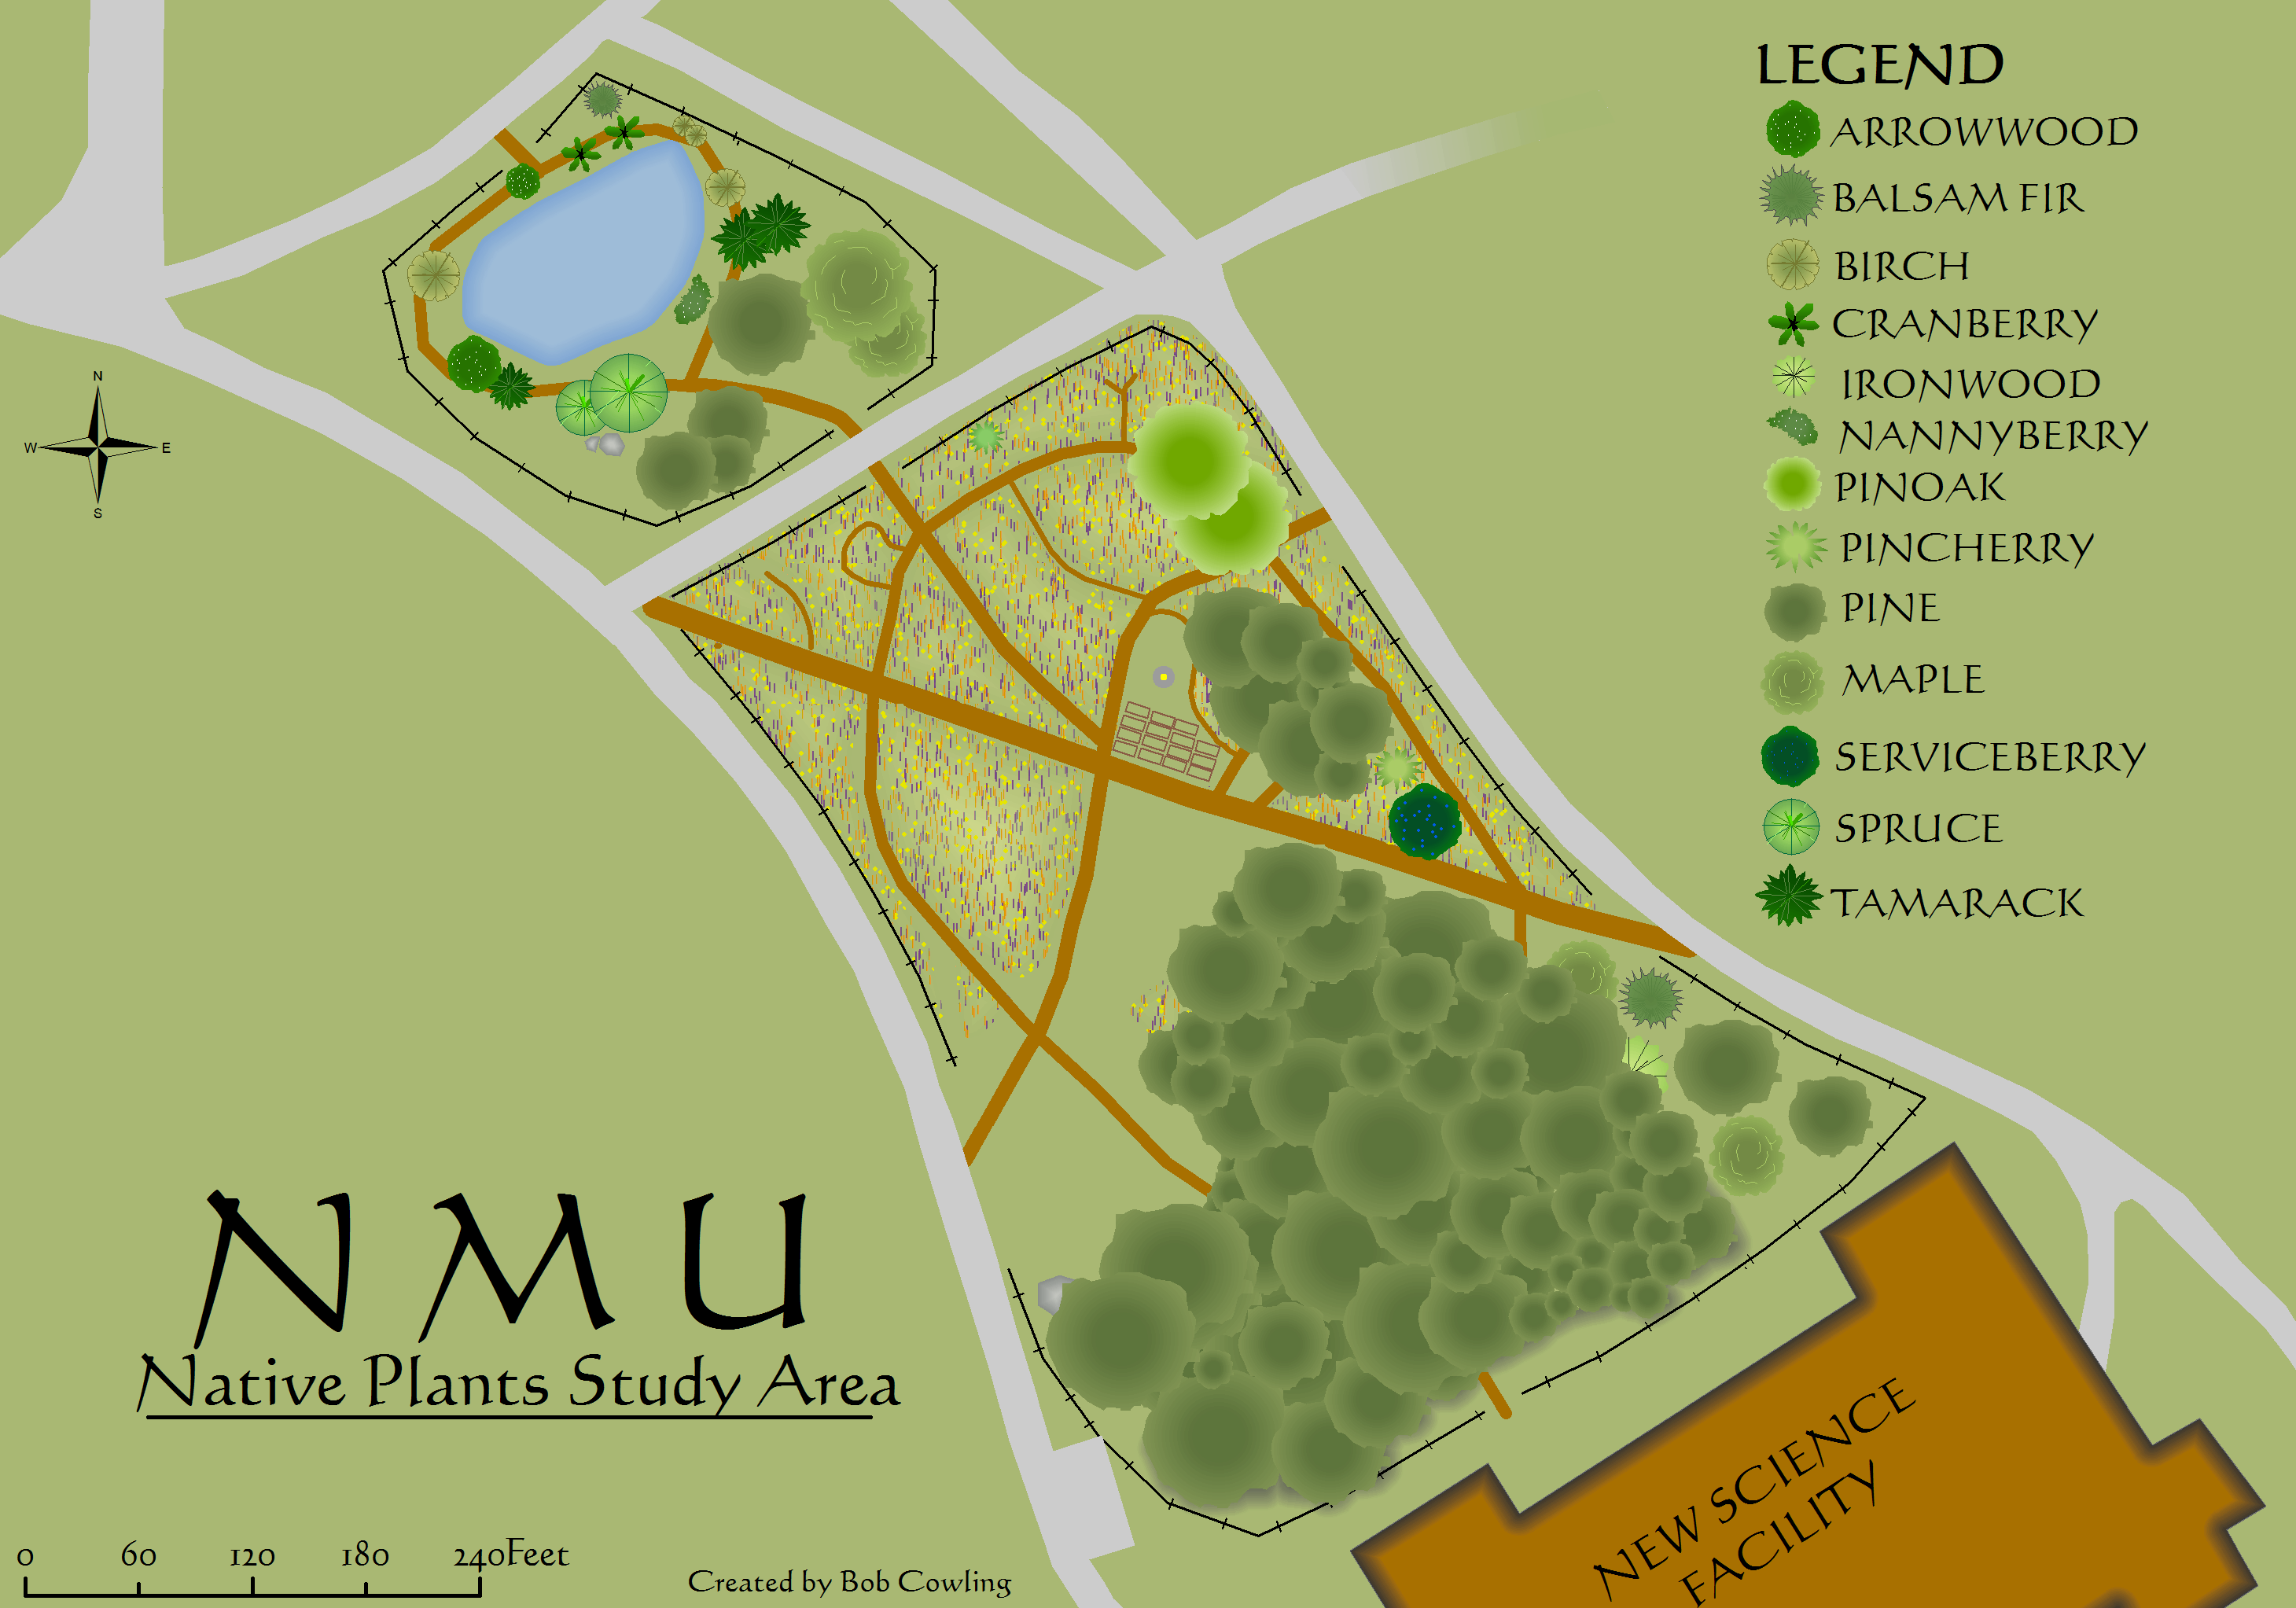 LEGEND
ARROWWOOD
BALSAM FIR
BIRCH
CRANBERRY
IRONWOOD
NANNYBERRY
PINOAK
PINCHERRY
PINE
MAPLE
SERVICEBERRY
SPRUCE
TAMARACK
N
W E
S
N M U
Native Plants Study Area
NEW SCIENCE
FACILITY
0 60 120 180 240Feet
Created by Bob Cowling